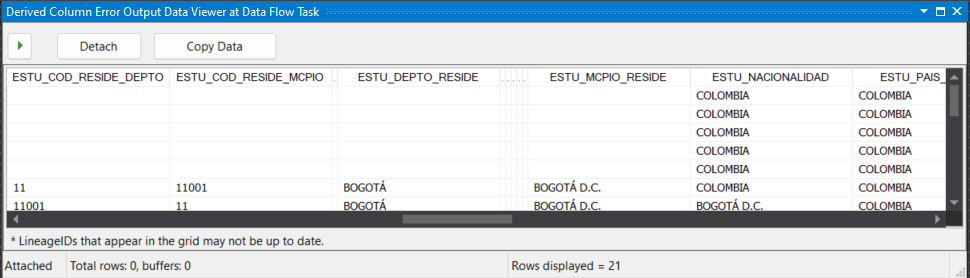 Derived Column Error Output Data Viewer at Data Flow Task
Detach Copy Data
ESTU_COD_RESIDE_DEPTO ESTU_COD_RESIDE_MCPIO ESTU_DEPTO_RESIDE ESTU_MCPIO_RESIDE ESTU_NACIONALIDAD ESTU_PAIS_
COLOMBIA COLOMBIA
COLOMBIA COLOMBIA
COLOMBIA COLOMBIA
COLOMBIA COLOMBIA
COLOMBIA COLOMBIA
11 11001 BOGOTÁ BOGOTÁ D.C. COLOMBIA COLOMBIA
11001 11 BOGOTÁ BOGOTÁ D.C. BOGOTÁ D.C. COLOMBIA
* LineageIDs that appear in the grid may not be up to date.
Attached Total rows: 0, buffers: 0 Rows displayed = 21